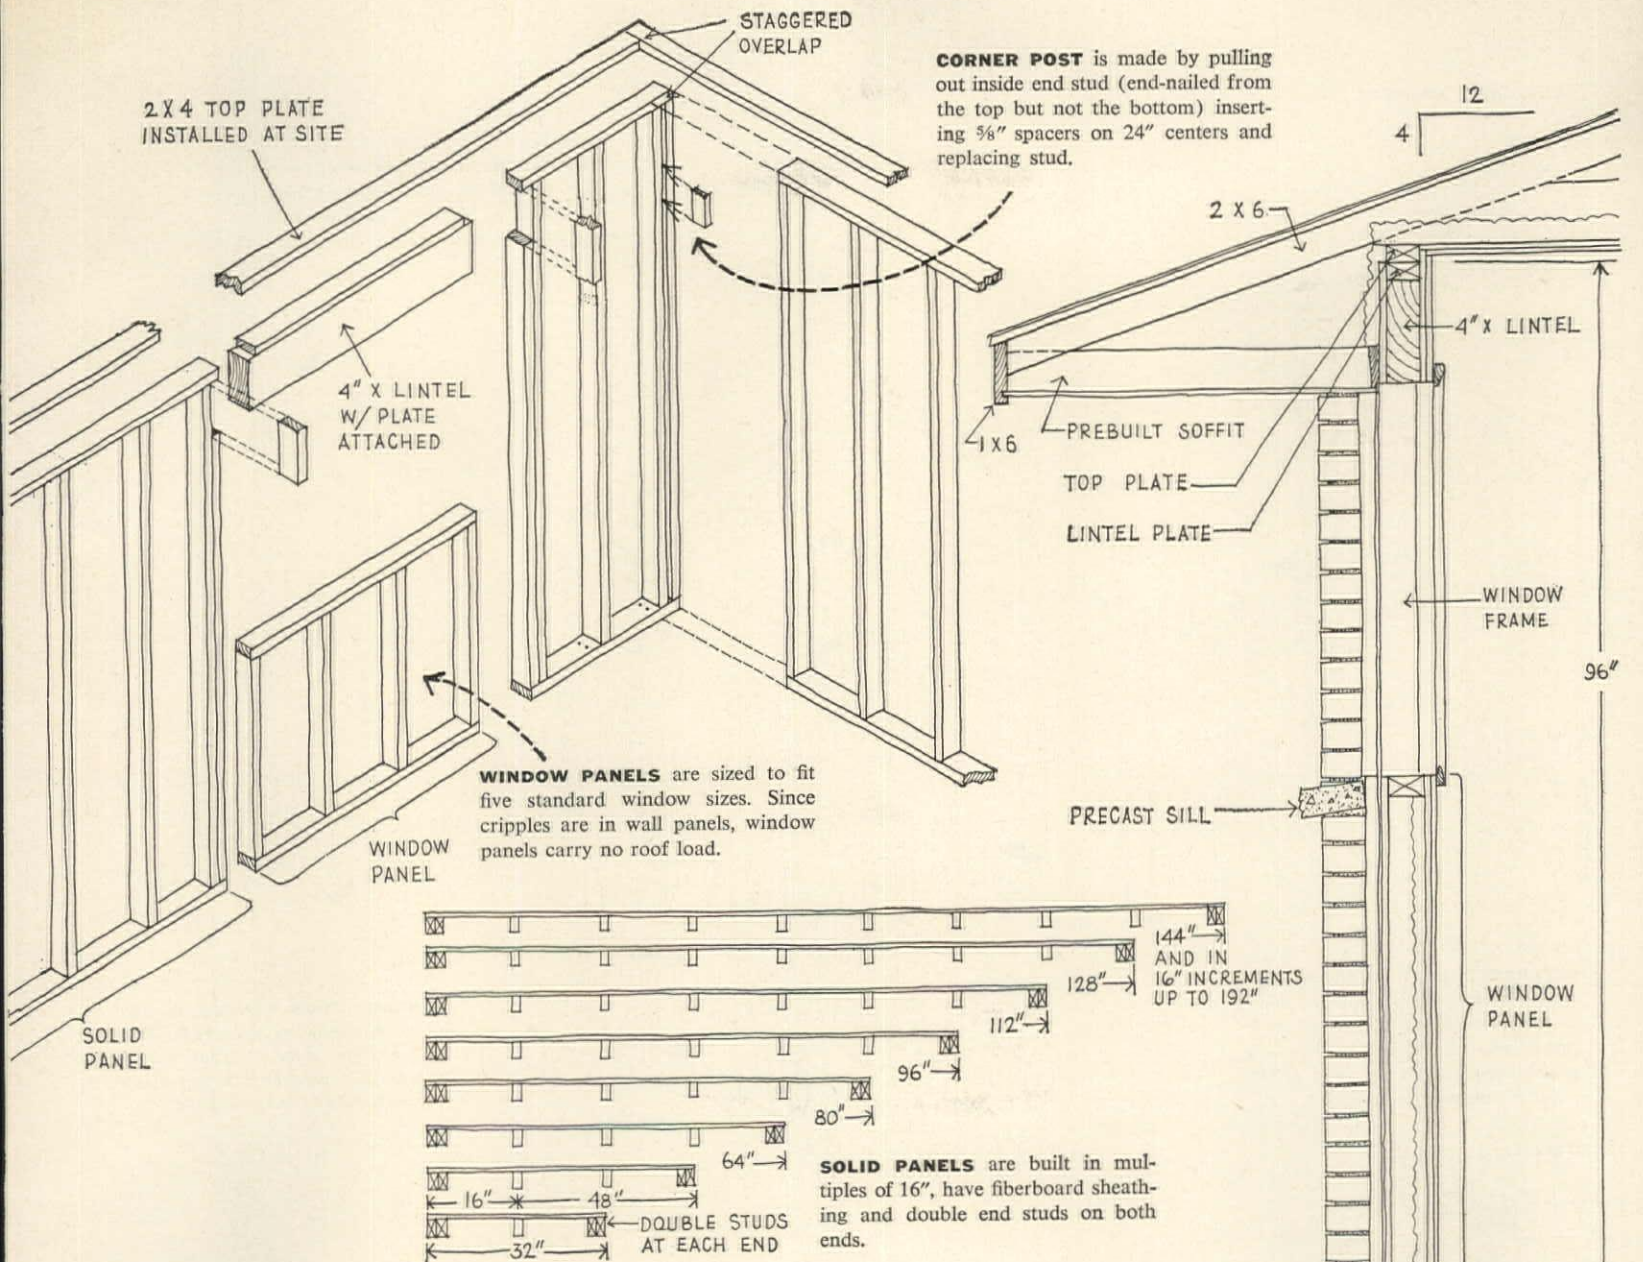 STAGGERED
OVERLAP
2 X 4 TOP PLATE
INSTALLED AT SITE
CORNER POST is made by pulling
out inside end stud (end-nailed from
the top but not the bottom) insert-
ing ⅝″ spacers on 24″ centers and
replacing stud.
12
4
2 X 6
4″ X LINTEL
4″ X LINTEL
W/ PLATE
ATTACHED
1 X 6
PREBUILT SOFFIT
TOP PLATE
LINTEL PLATE
WINDOW
FRAME
96″
WINDOW PANELS are sized to fit
five standard window sizes. Since
cripples are in wall panels, window
panels carry no roof load.
PRECAST SILL
WINDOW
PANEL
SOLID
PANEL
WINDOW
PANEL
144″
AND IN
16″ INCREMENTS
UP TO 192″
128″
112″
96″
80″
64″
16″
48″
DOUBLE STUDS
AT EACH END
32″
SOLID PANELS are built in mul-
tiples of 16″, have fiberboard sheath-
ing and double end studs on both
ends.